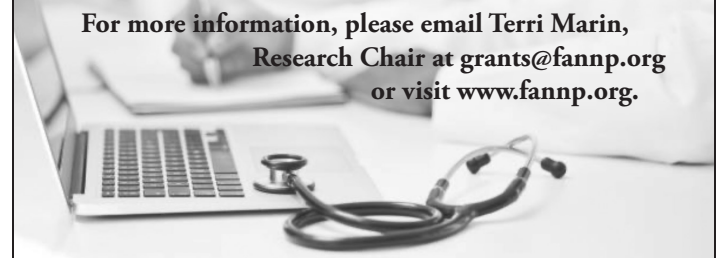 For more information, please email Terri Marin,
Research Chair at grants@fannp.org
or visit www.fannp.org.